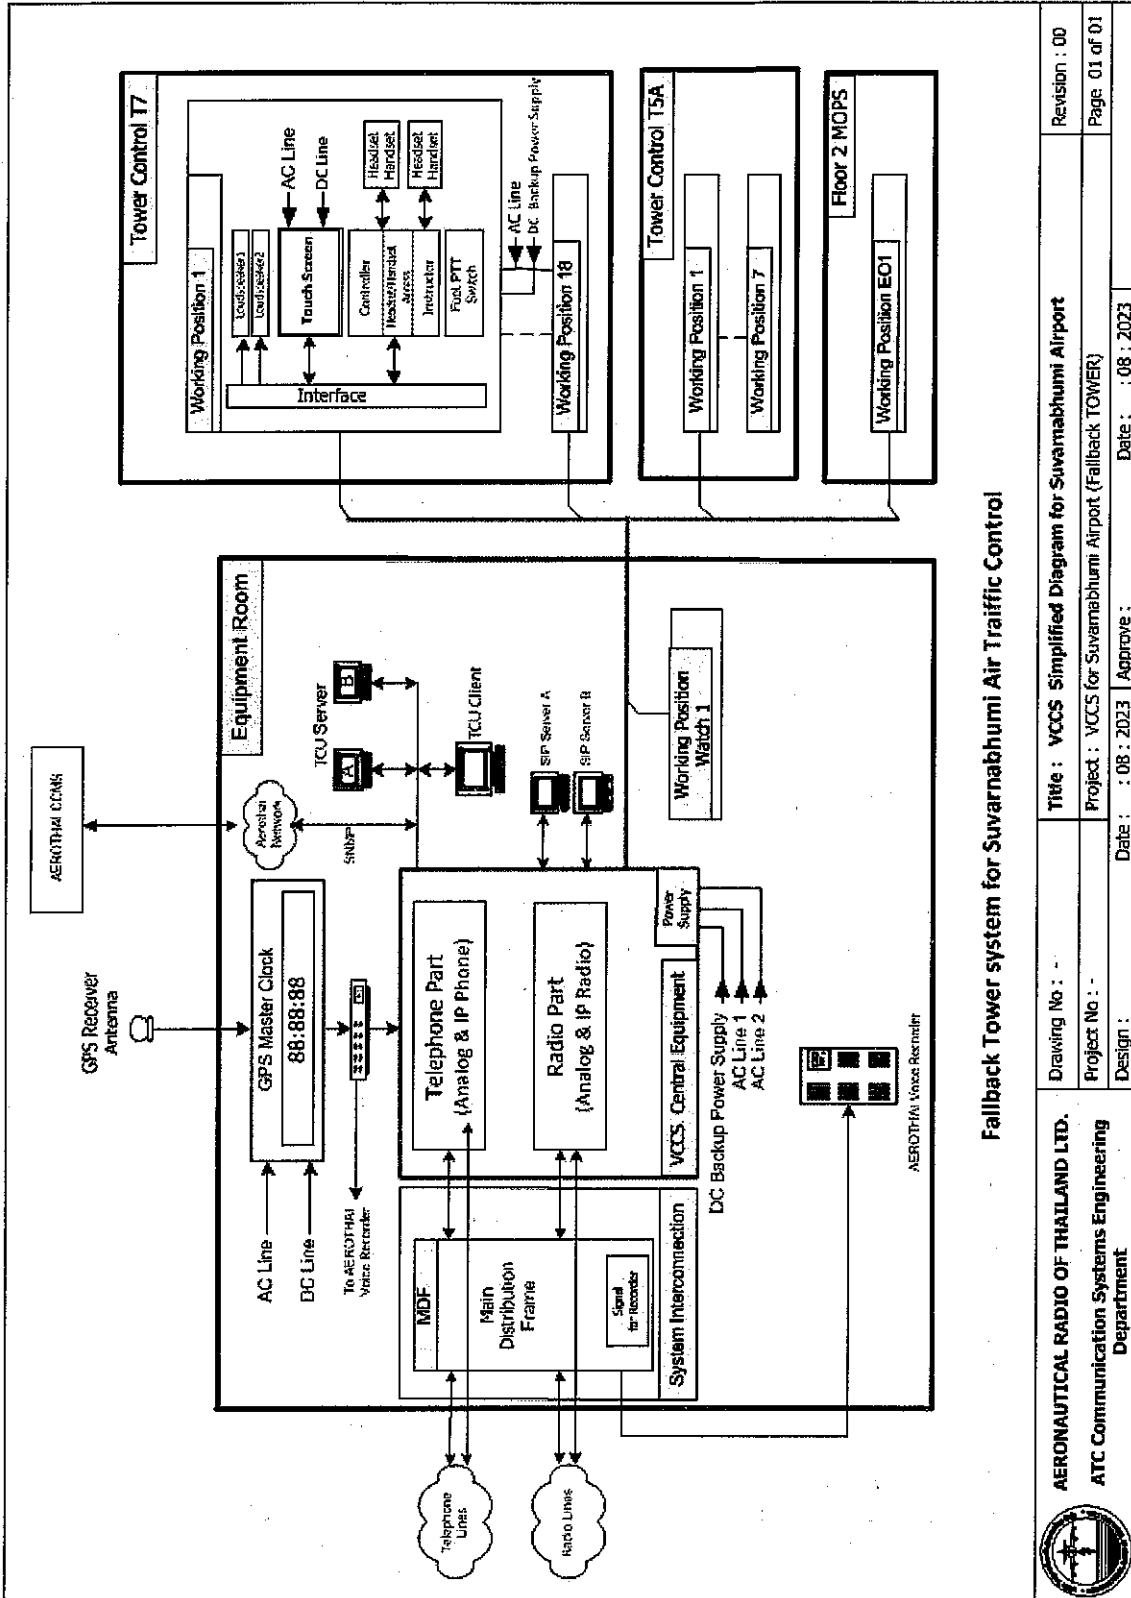 AEROTHAI CCMS
GPS Receiver
Antenna
Equipment Room
GPS Master Clock
88:88:88
AC Line
DC Line
To AEROTHAI
Voice Recorder
Aerothai
Network
SNMP
TCU Server
A
B
TCU Client
SIP Server A
SIP Server B
Telephone Part
(Analog & IP Phone)
Radio Part
(Analog & IP Radio)
VCCS. Central Equipment
Power
Supply
DC Backup Power Supply
AC Line 1
AC Line 2
MDF
Main
Distribution
Frame
Signal
for Recorder
System Interconnection
Telephone
Lines
Radio Lines
AEROTHAI Voice Recorder
Working Position
Watch 1
Tower Control T7
Working Position 1
Loudspeaker1
Loudspeaker2
Touch Screen
AC Line
DC Line
Interface
Controller
Headset/Handset
Access
Instructor
Headset
Handset
Headset
Handset
Foot PTT
Switch
AC Line
DC Backup Power Supply
Working Position 18
Tower Control T5A
Working Position 1
Working Position 7
Floor 2 MOPS
Working Position EO1
Fallback Tower system for Suvarnabhumi Air Traiffic Control
AERONAUTICAL RADIO OF THAILAND LTD.
ATC Communication Systems Engineering
Department
Drawing No : -
Project No : -
Design :
Date : : 08 : 2023
Title : VCCS Simplified Diagram for Suvarnabhumi Airport
Project : VCCS for Suvarnabhumi Airport (Fallback TOWER)
Approve :
Date : : 08 : 2023
Revision : 00
Page 01 of 01